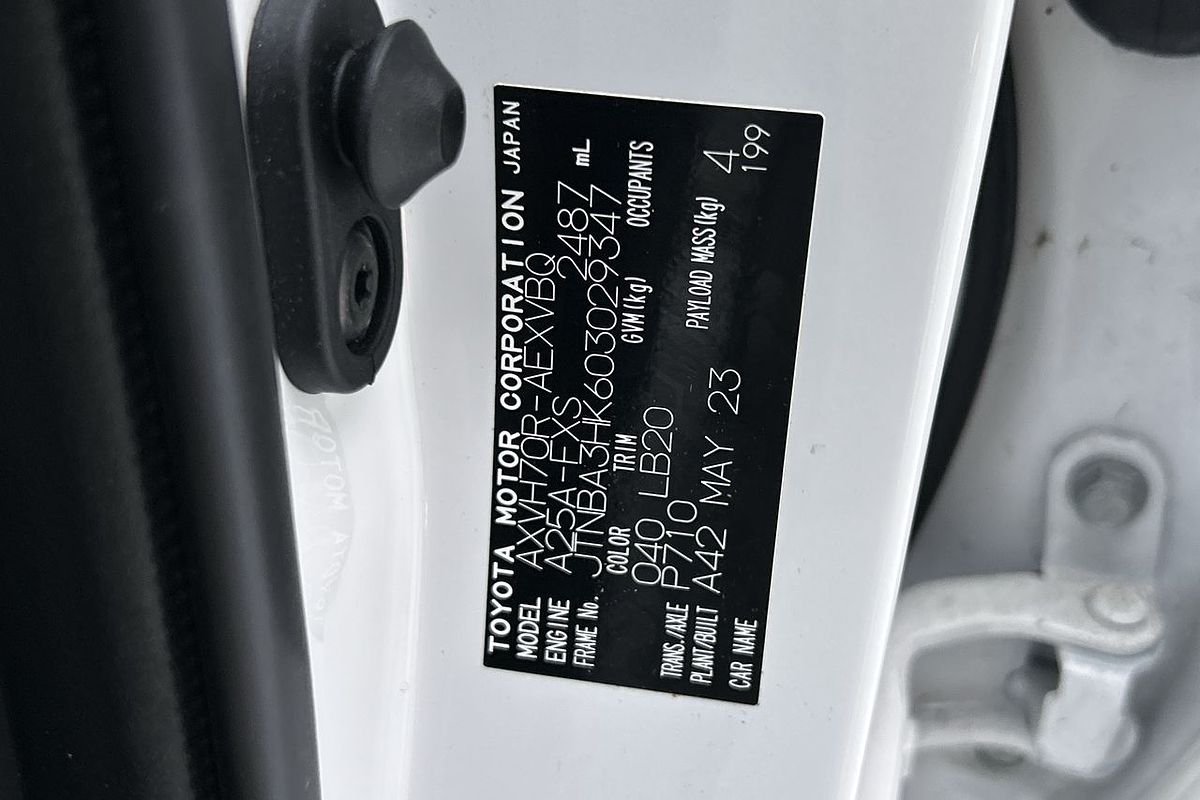 TOYOTA MOTOR CORPORATION JAPAN
MODEL AXVH70R-AEXVBQ
ENGINE A25A-FXS 2487 mL
FRAME No. JTNBA3HK603029347
COLOR TRIM GVM(kg) OCCUPANTS
040 LB20
TRANS./AXLE P710 PAYLOAD MASS(kg) 4
PLANT/BUILT A42 MAY 23 199
CAR NAME